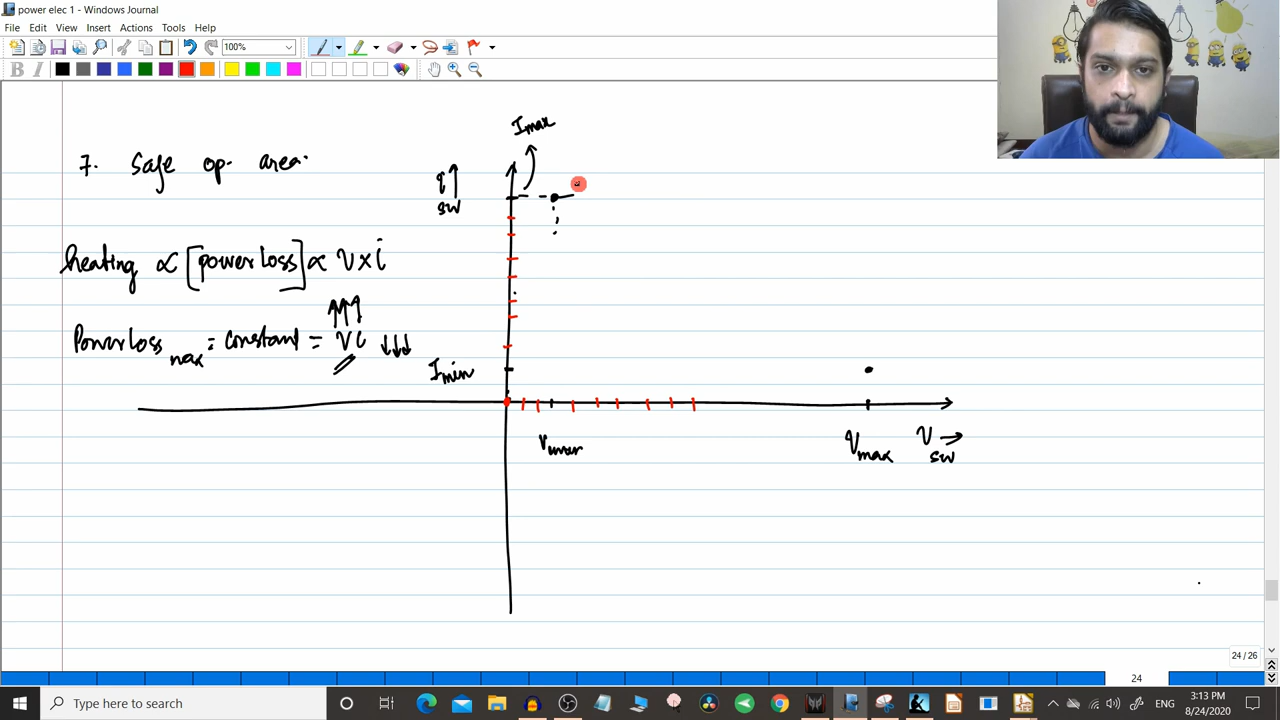 power elec 1 - Windows Journal
File Edit View Insert Actions Tools Help
100%
B I
Imax
7. Safe op. area.
i
sw
heating ∝ [power loss] ∝ V x i
↑↑↑
Power loss max = constant = Vi ↓↓↓
Imin
Vmin
Vmax
V →
sw
24 / 26
24
Type here to search
3:13 PM
8/24/2020